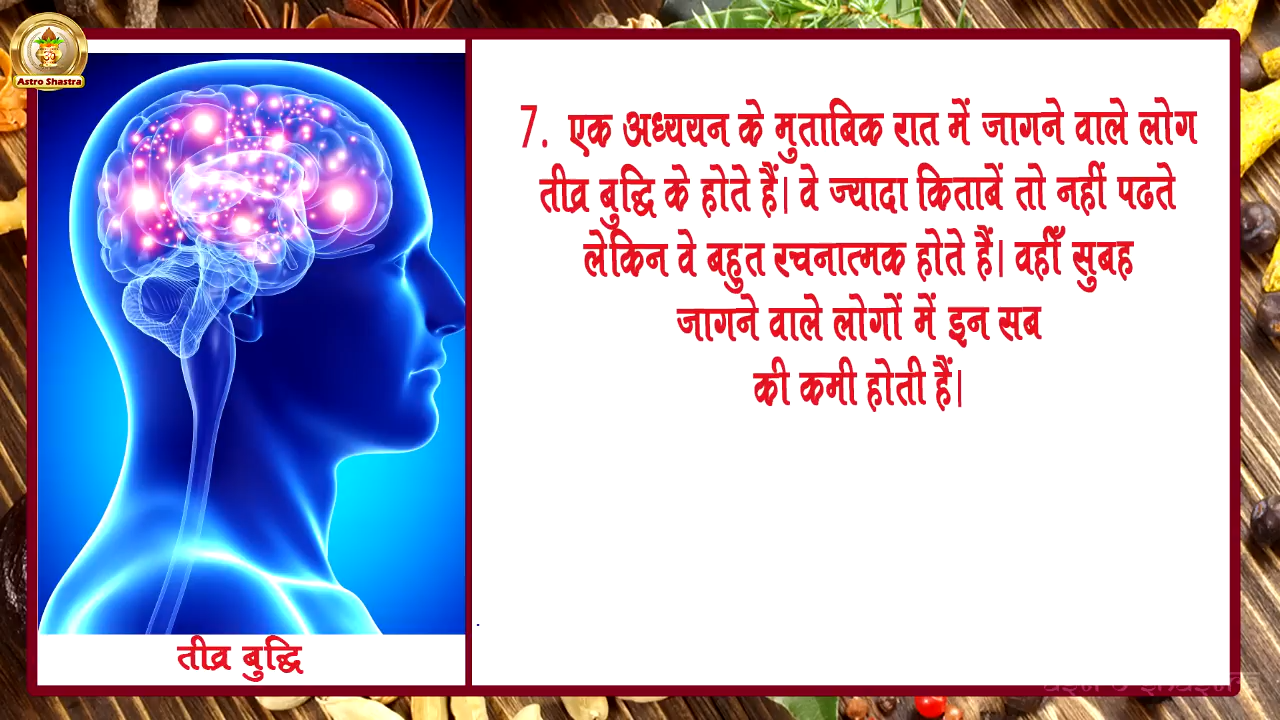 Astro Shastra
7. एक अध्ययन के मुताबिक रात में जागने वाले लोग
तीव्र बुद्धि के होते हैं। वे ज्यादा किताबें तो नहीं पढते
लेकिन वे बहुत रचनात्मक होते हैं। वहीँ सुबह
जागने वाले लोगों में इन सब
की कमी होती हैं।
तीव्र बुद्धि